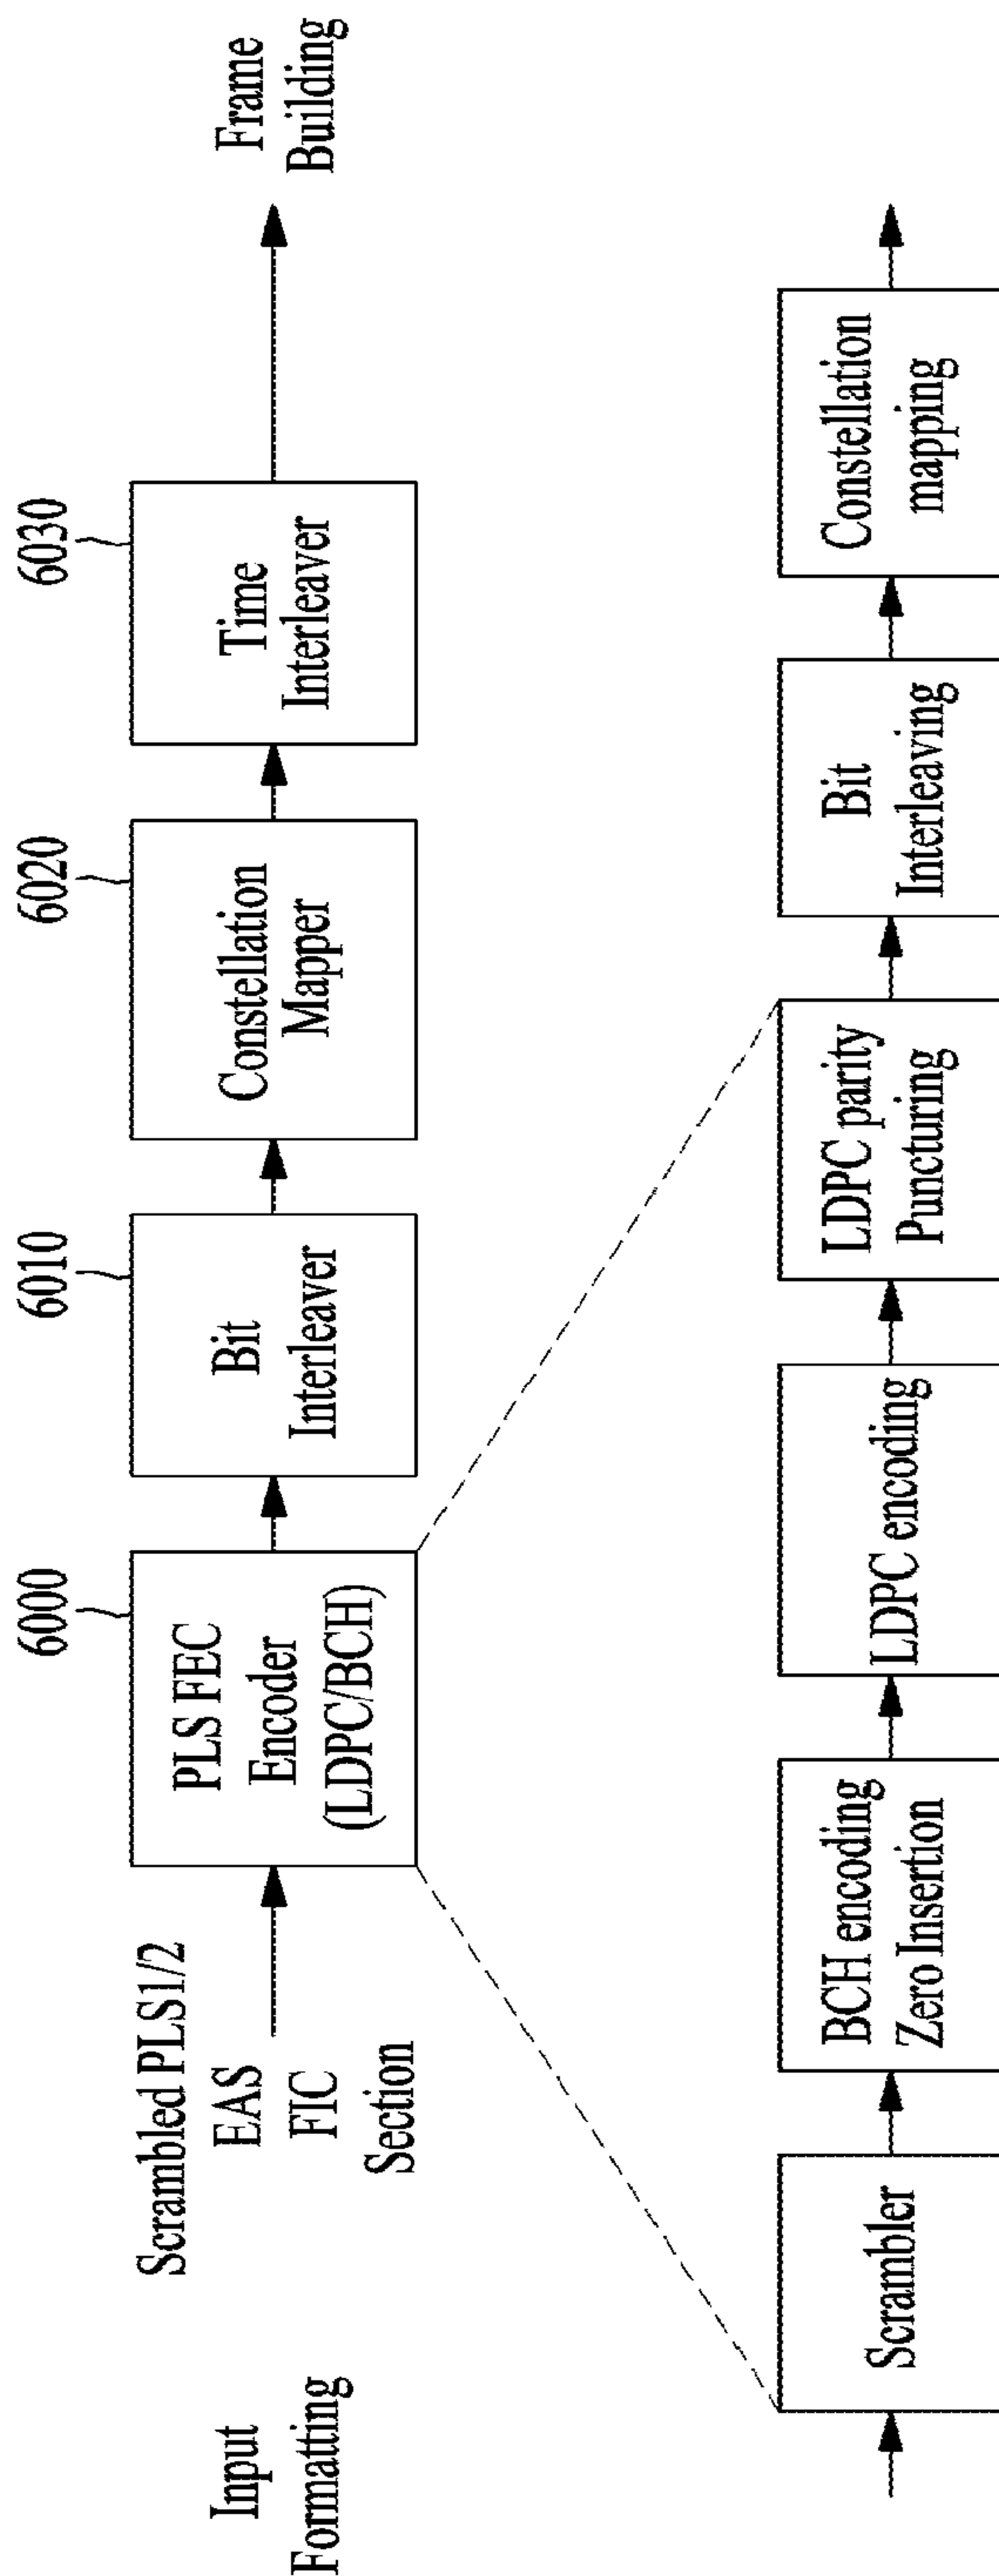 Input
Formatting
Scrambled PLS1/2
EAS
FIC
Section
6000
PLS FEC
Encoder
(LDPC/BCH)
6010
Bit
Interleaver
6020
Constellation
Mapper
6030
Time
Interleaver
Frame
Building
Scrambler
BCH encoding
Zero Insertion
LDPC encoding
LDPC parity
Puncturing
Bit
Interleaving
Constellation
mapping